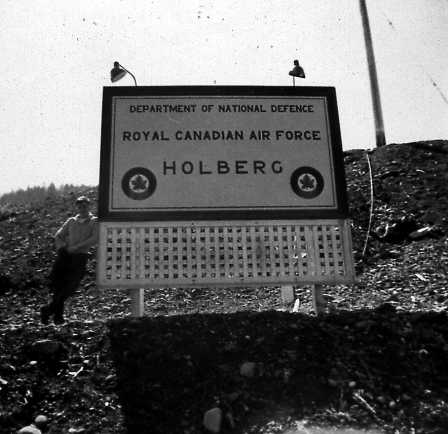 DEPARTMENT OF NATIONAL DEFENCE
ROYAL CANADIAN AIR FORCE
HOLBERG